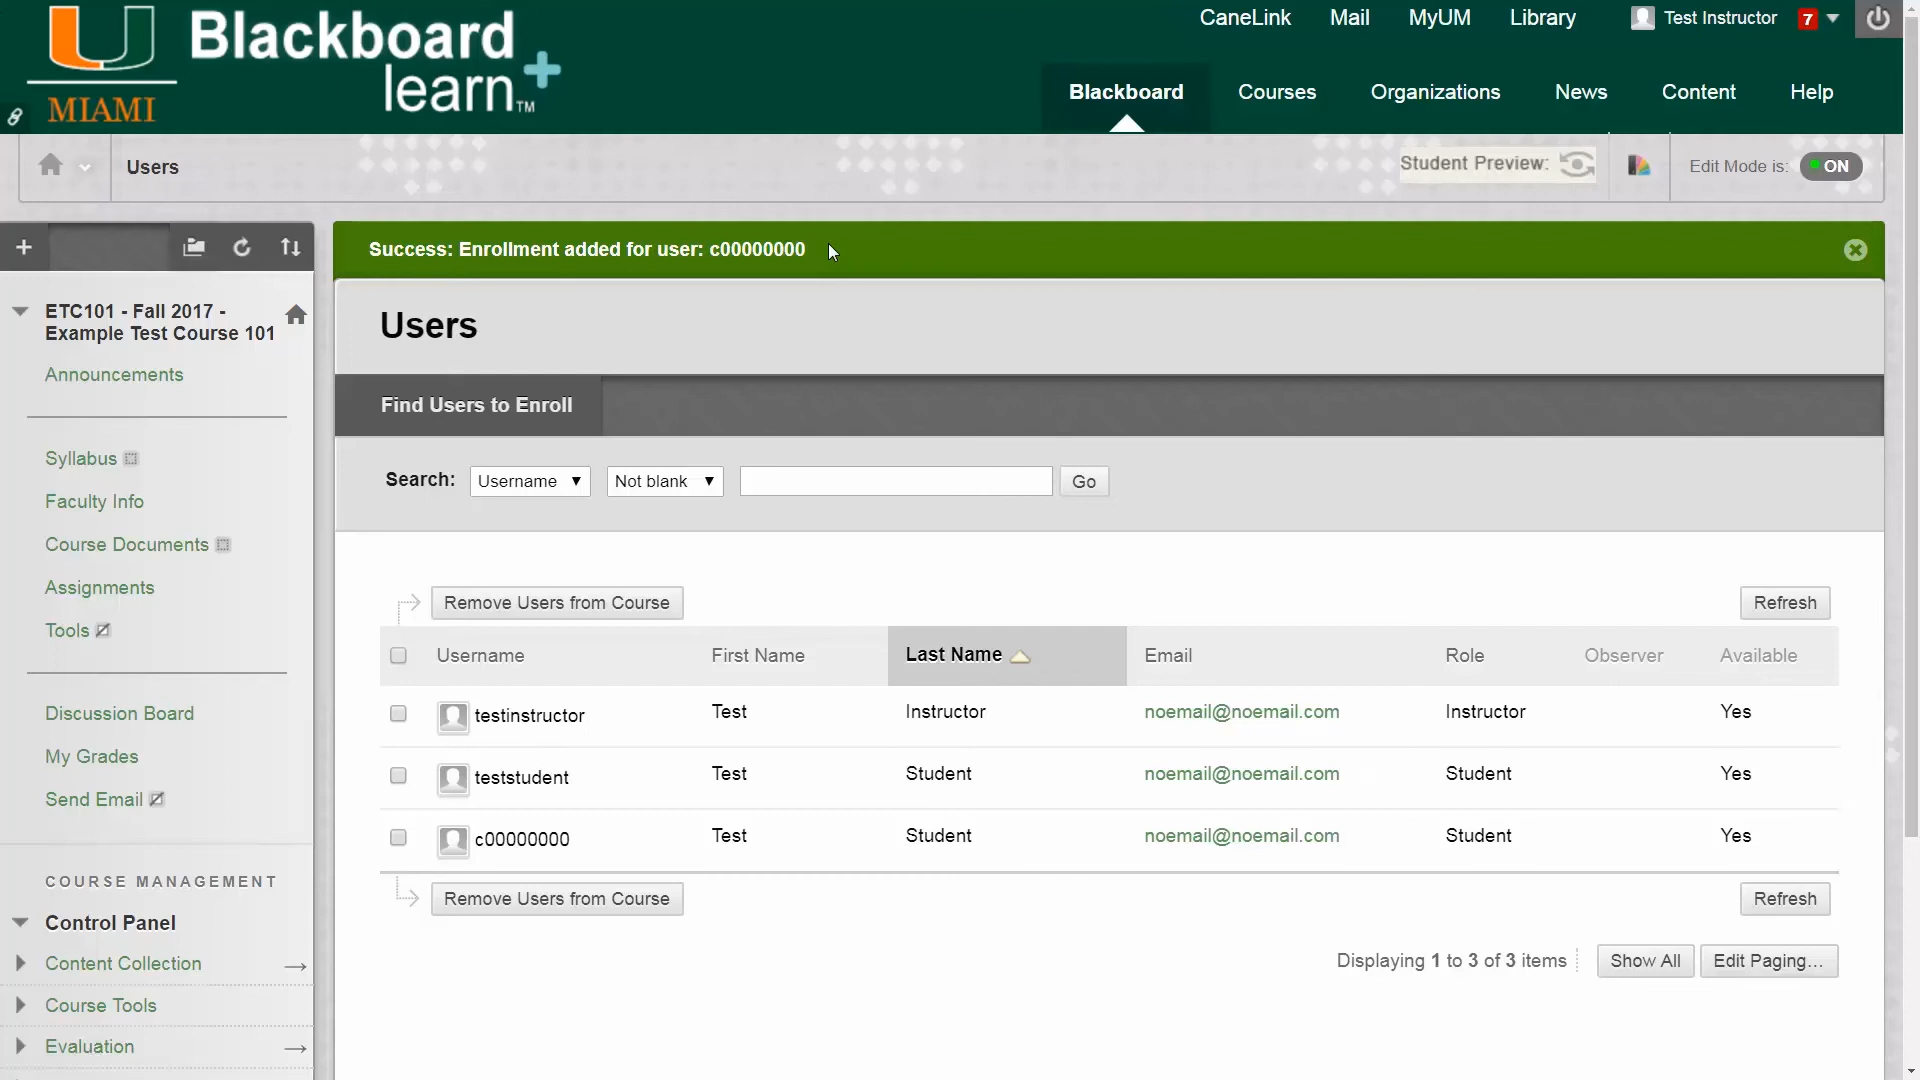 CaneLink Mail MyUM Library Test Instructor 7
Blackboard
learn™
MIAMI
Blackboard Courses Organizations News Content Help
Users
Student Preview:
Edit Mode is: ON
Success: Enrollment added for user: c00000000
ETC101 - Fall 2017 -
Example Test Course 101
Announcements
Syllabus
Faculty Info
Course Documents
Assignments
Tools
Discussion Board
My Grades
Send Email
COURSE MANAGEMENT
Control Panel
Content Collection
Course Tools
Evaluation
Users
Find Users to Enroll
Search: Username Not blank Go
Remove Users from Course Refresh
Username First Name Last Name Email Role Observer Available
testinstructor Test Instructor noemail@noemail.com Instructor Yes
teststudent Test Student noemail@noemail.com Student Yes
c00000000 Test Student noemail@noemail.com Student Yes
Remove Users from Course Refresh
Displaying 1 to 3 of 3 items Show All Edit Paging...